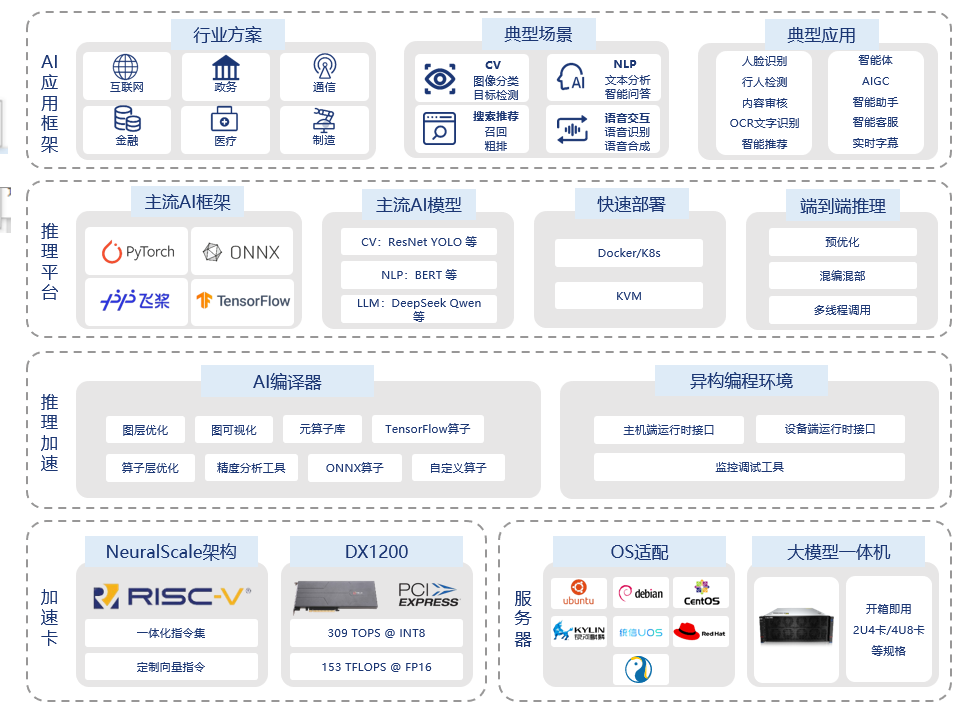 AI应用框架
行业方案
互联网
政务
通信
金融
医疗
制造
典型场景
CV
图像分类
目标检测
AI
NLP
文本分析
智能问答
搜索推荐
召回
粗排
语音交互
语音识别
语音合成
典型应用
人脸识别
行人检测
内容审核
OCR文字识别
智能推荐
智能体
AIGC
智能助手
智能客服
实时字幕
推理平台
主流AI框架
PyTorch
ONNX
飞桨
TensorFlow
主流AI模型
CV：ResNet YOLO 等
NLP：BERT 等
LLM：DeepSeek Qwen
等
快速部署
Docker/K8s
KVM
端到端推理
预优化
混编混部
多线程调用
推理加速
AI编译器
图层优化
图可视化
元算子库
TensorFlow算子
算子层优化
精度分析工具
ONNX算子
自定义算子
异构编程环境
主机端运行时接口
设备端运行时接口
监控调试工具
加速卡
NeuralScale架构
RISC-V®
一体化指令集
定制向量指令
DX1200
PCI EXPRESS
309 TOPS @ INT8
153 TFLOPS @ FP16
服务器
OS适配
ubuntu
debian
CentOS
KYLIN
银河麒麟
统信UOS
Red Hat
大模型一体机
开箱即用
2U4卡/4U8卡
等规格